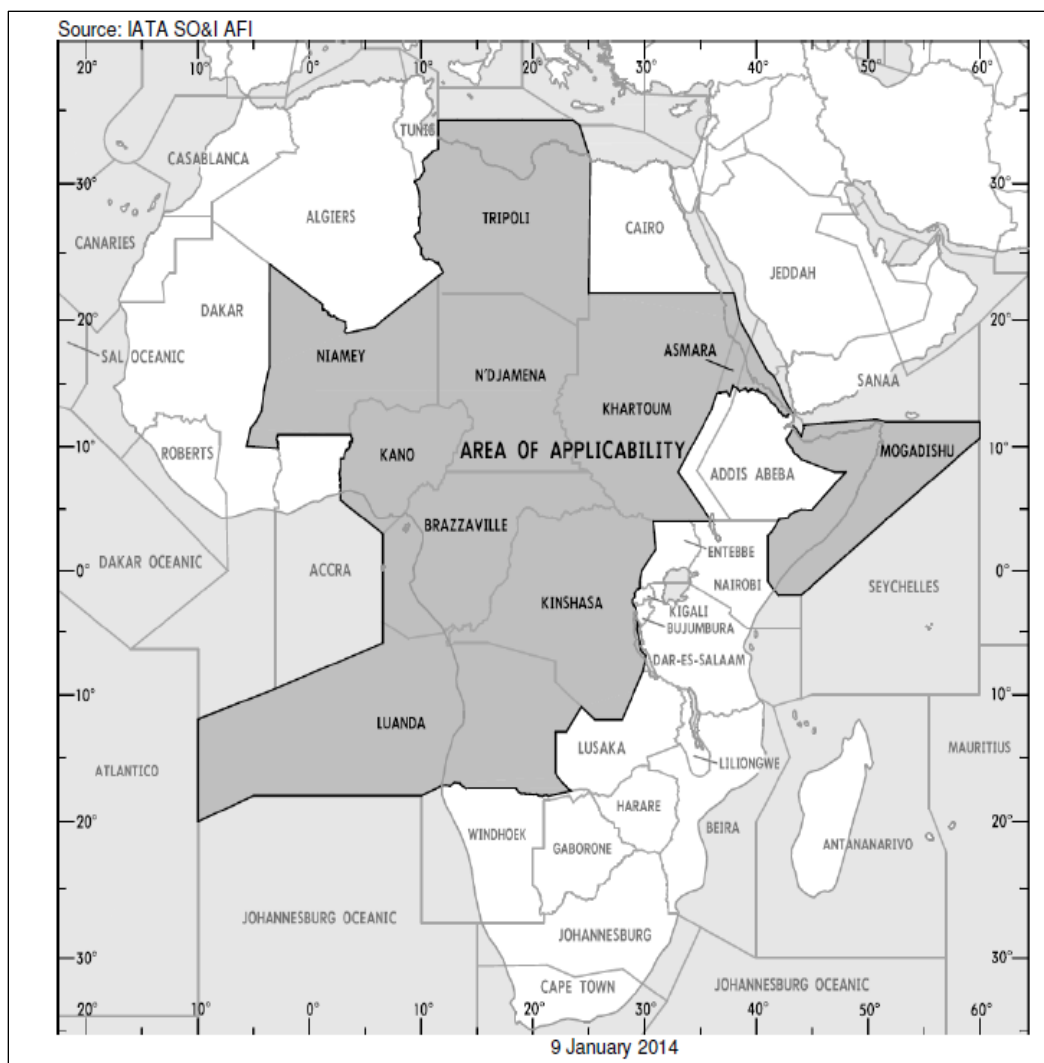 Source: IATA SO&I AFI
20° 10° 0° 10° 20° 30° 40° 50° 60°
TUNIS
CASABLANCA
30° 30°
ALGIERS
TRIPOLI
CAIRO
CANARIES
JEDDAH
DAKAR
20° 20°
SAL OCEANIC
NIAMEY
ASMARA
N'DJAMENA
SANAA
KHARTOUM
10° ROBERTS
KANO
AREA OF APPLICABILITY
MOGADISHU
10°
ADDIS ABEBA
BRAZZAVILLE
ENTEBBE
DAKAR OCEANIC
ACCRA
0° 0°
NAIROBI
SEYCHELLES
KINSHASA
KIGALI
BUJUMBURA
DAR-ES-SALAAM
10° 10°
LUANDA
LUSAKA
MAURITIUS
ATLANTICO
LILIONGWE
HARARE
20° 20°
WINDHOEK
BEIRA
GABORONE
ANTANANARIVO
JOHANNESBURG OCEANIC
JOHANNESBURG
30° 30°
CAPE TOWN
JOHANNESBURG OCEANIC
20° 10° 0° 10° 20° 30° 40° 50° 60°
9 January 2014